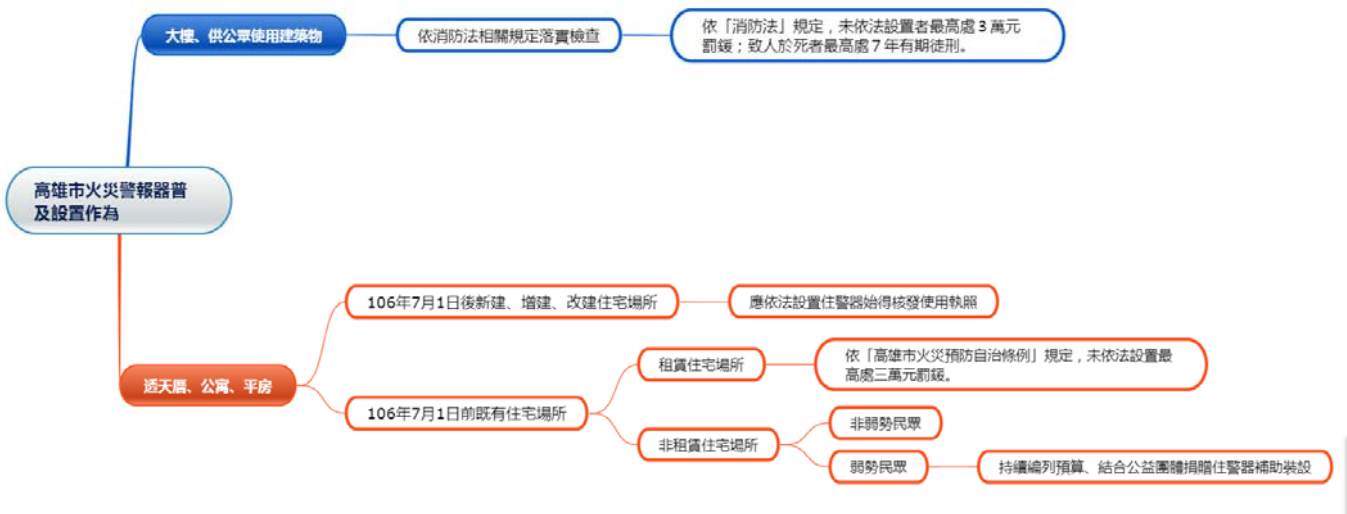 大樓、供公眾使用建築物
依消防法相關規定落實檢查
依「消防法」規定，未依法設置者最高處3萬元
罰鍰；致人於死者最高處7年有期徒刑。
高雄市火災警報器普
及設置作為
106年7月1日後新建、增建、改建住宅場所
應依法設置住警器始得核發使用執照
透天厝、公寓、平房
租賃住宅場所
依「高雄市火災預防自治條例」規定，未依法設置最
高處三萬元罰鍰。
106年7月1日前既有住宅場所
非租賃住宅場所
非弱勢民眾
弱勢民眾
持續編列預算、結合公益團體捐贈住警器補助裝設